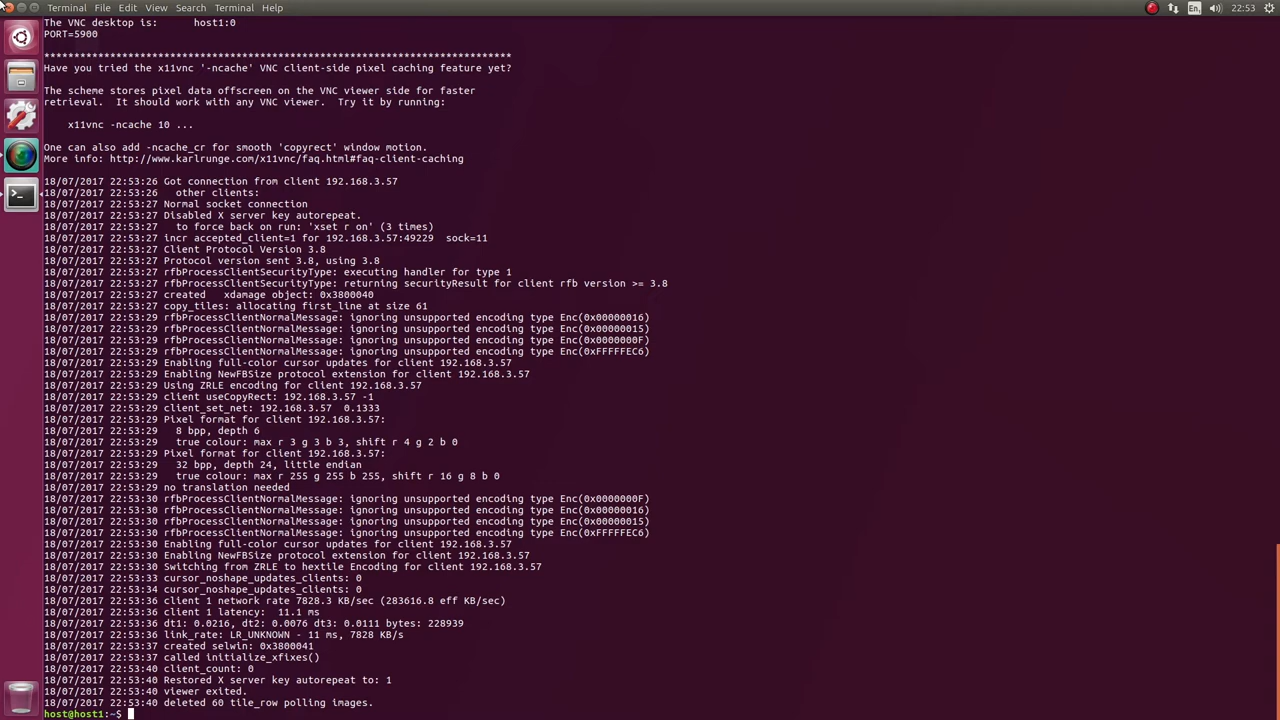 Terminal File Edit View Search Terminal Help En 22:53
The VNC desktop is:      host1:0
PORT=5900
******************************************************************************
Have you tried the x11vnc '-ncache' VNC client-side pixel caching feature yet?
The scheme stores pixel data offscreen on the VNC viewer side for faster
retrieval.  It should work with any VNC viewer.  Try it by running:
x11vnc -ncache 10 ...
One can also add -ncache_cr for smooth 'copyrect' window motion.
More info: http://www.karlrunge.com/x11vnc/faq.html#faq-client-caching
18/07/2017 22:53:26 Got connection from client 192.168.3.57
18/07/2017 22:53:26   other clients:
18/07/2017 22:53:27 Normal socket connection
18/07/2017 22:53:27 Disabled X server key autorepeat.
18/07/2017 22:53:27   to force back on run: 'xset r on' (3 times)
18/07/2017 22:53:27 incr accepted_client=1 for 192.168.3.57:49229  sock=11
18/07/2017 22:53:27 Client Protocol Version 3.8
18/07/2017 22:53:27 Protocol version sent 3.8, using 3.8
18/07/2017 22:53:27 rfbProcessClientSecurityType: executing handler for type 1
18/07/2017 22:53:27 rfbProcessClientSecurityType: returning securityResult for client rfb version >= 3.8
18/07/2017 22:53:27 created   xdamage object: 0x3800040
18/07/2017 22:53:27 copy_tiles: allocating first_line at size 61
18/07/2017 22:53:29 rfbProcessClientNormalMessage: ignoring unsupported encoding type Enc(0x00000016)
18/07/2017 22:53:29 rfbProcessClientNormalMessage: ignoring unsupported encoding type Enc(0x00000015)
18/07/2017 22:53:29 rfbProcessClientNormalMessage: ignoring unsupported encoding type Enc(0x0000000F)
18/07/2017 22:53:29 rfbProcessClientNormalMessage: ignoring unsupported encoding type Enc(0xFFFFFEC6)
18/07/2017 22:53:29 Enabling full-color cursor updates for client 192.168.3.57
18/07/2017 22:53:29 Enabling NewFBSize protocol extension for client 192.168.3.57
18/07/2017 22:53:29 Using ZRLE encoding for client 192.168.3.57
18/07/2017 22:53:29 client useCopyRect: 192.168.3.57 -1
18/07/2017 22:53:29 client_set_net: 192.168.3.57  0.1333
18/07/2017 22:53:29 Pixel format for client 192.168.3.57:
18/07/2017 22:53:29   8 bpp, depth 6
18/07/2017 22:53:29   true colour: max r 3 g 3 b 3, shift r 4 g 2 b 0
18/07/2017 22:53:29 Pixel format for client 192.168.3.57:
18/07/2017 22:53:29   32 bpp, depth 24, little endian
18/07/2017 22:53:29   true colour: max r 255 g 255 b 255, shift r 16 g 8 b 0
18/07/2017 22:53:29 no translation needed
18/07/2017 22:53:30 rfbProcessClientNormalMessage: ignoring unsupported encoding type Enc(0x0000000F)
18/07/2017 22:53:30 rfbProcessClientNormalMessage: ignoring unsupported encoding type Enc(0x00000016)
18/07/2017 22:53:30 rfbProcessClientNormalMessage: ignoring unsupported encoding type Enc(0x00000015)
18/07/2017 22:53:30 rfbProcessClientNormalMessage: ignoring unsupported encoding type Enc(0xFFFFFEC6)
18/07/2017 22:53:30 Enabling full-color cursor updates for client 192.168.3.57
18/07/2017 22:53:30 Enabling NewFBSize protocol extension for client 192.168.3.57
18/07/2017 22:53:30 Switching from ZRLE to hextile Encoding for client 192.168.3.57
18/07/2017 22:53:33 cursor_noshape_updates_clients: 0
18/07/2017 22:53:34 cursor_noshape_updates_clients: 0
18/07/2017 22:53:36 client 1 network rate 7828.3 KB/sec (283616.8 eff KB/sec)
18/07/2017 22:53:36 client 1 latency:  11.1 ms
18/07/2017 22:53:36 dt1: 0.0216, dt2: 0.0076 dt3: 0.0111 bytes: 228939
18/07/2017 22:53:36 link_rate: LR_UNKNOWN - 11 ms, 7828 KB/s
18/07/2017 22:53:37 created selwin: 0x3800041
18/07/2017 22:53:37 called initialize_xfixes()
18/07/2017 22:53:40 client_count: 0
18/07/2017 22:53:40 Restored X server key autorepeat to: 1
18/07/2017 22:53:40 viewer exited.
18/07/2017 22:53:40 deleted 60 tile_row polling images.
host@host1:~$